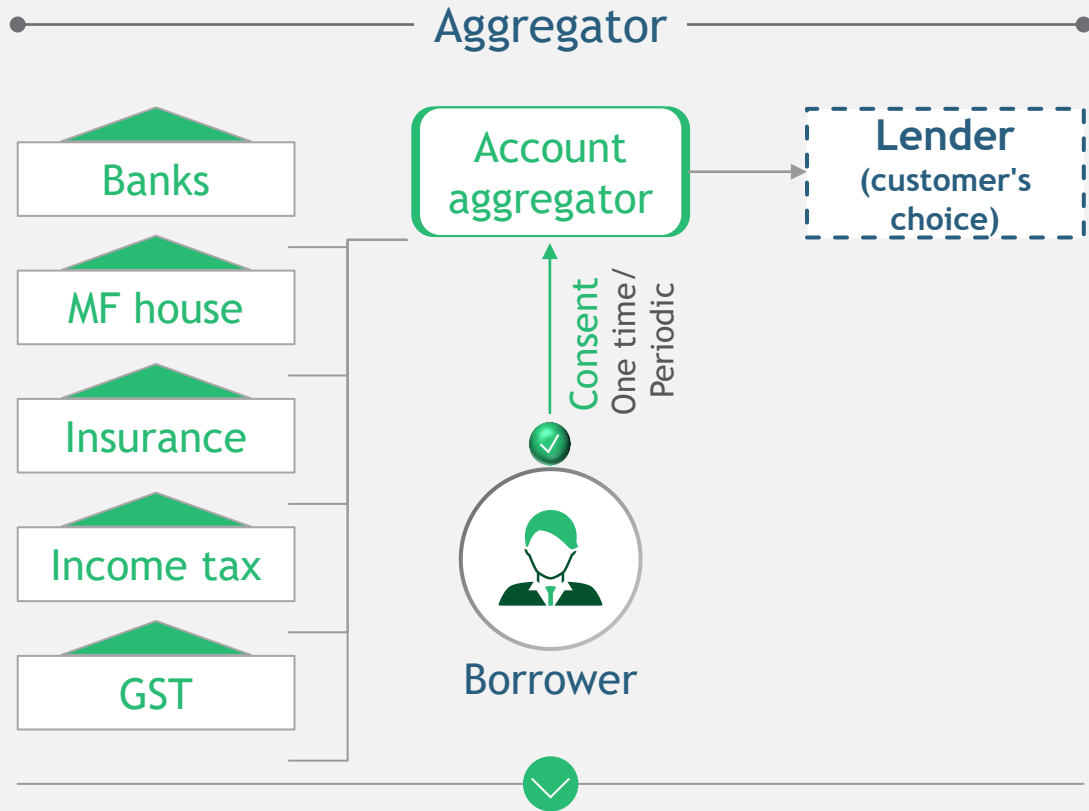 Aggregator
Banks
MF house
Insurance
Income tax
GST
Account
aggregator
Consent
One time/
Periodic
Borrower
Lender
(customer's
choice)